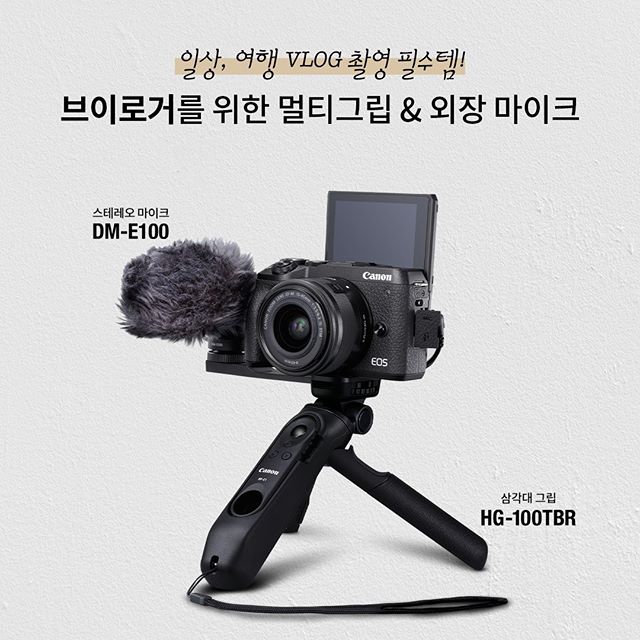 일상, 여행 VLOG 촬영 필수템!
브이로거를 위한 멀티그립 & 외장 마이크
스테레오 마이크
DM-E100
Canon
EOS
Canon
삼각대 그립
HG-100TBR